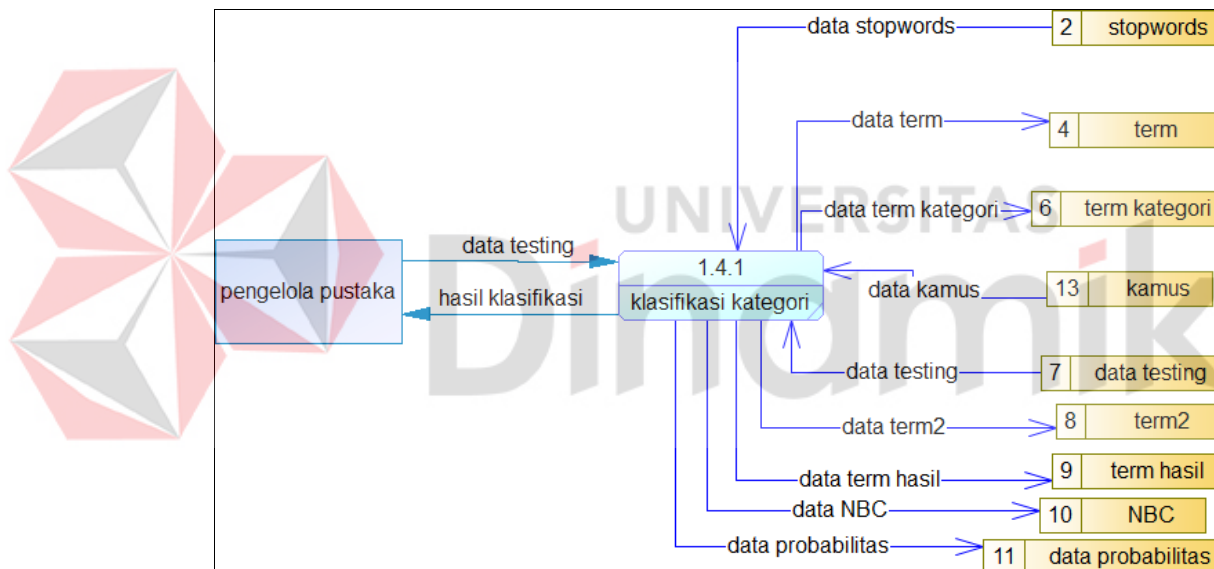 data stopwords
2 stopwords
data term
4 term
UNIVERSITAS
Dinamika
data term kategori
6 term kategori
pengelola pustaka
data testing
hasil klasifikasi
1.4.1
klasifikasi kategori
data kamus
13 kamus
data testing
7 data testing
data term2
8 term2
data term hasil
9 term hasil
data NBC
10 NBC
data probabilitas
11 data probabilitas